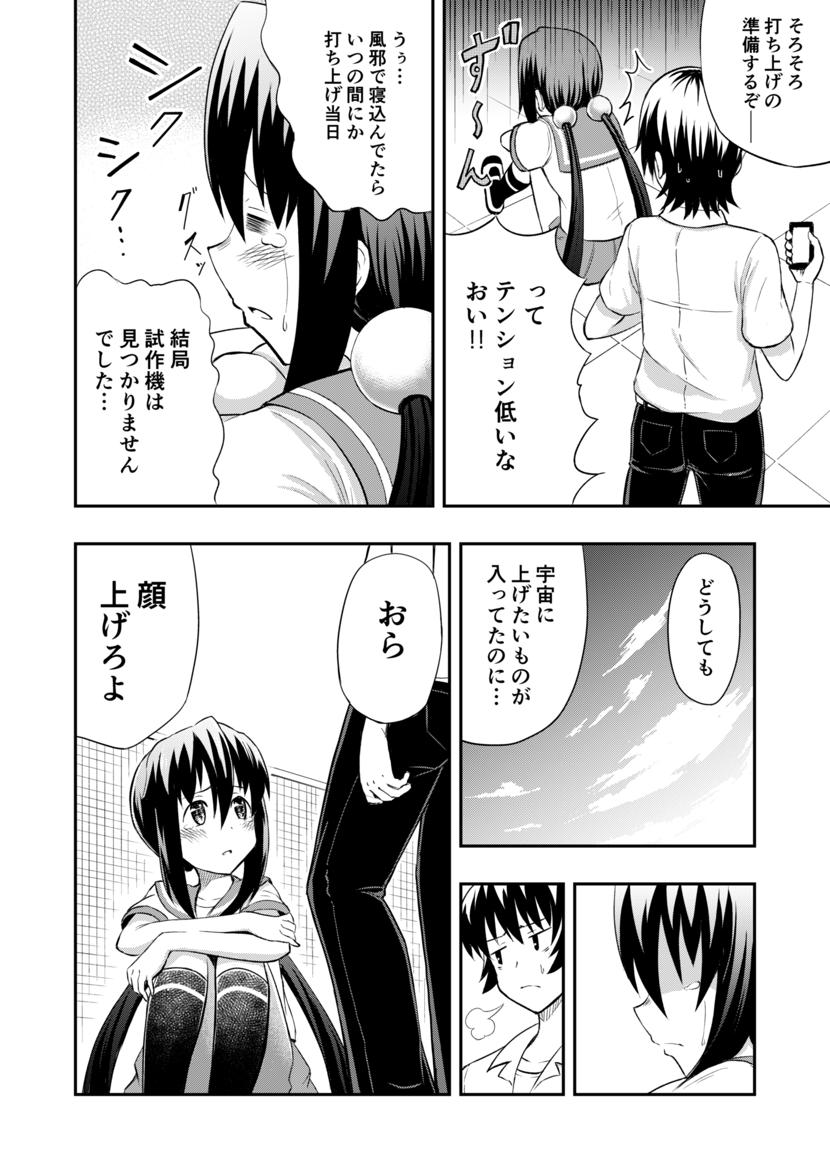 そろそろ
打ち上げの
準備するぞ――
ず～ん
って
テンション低いな
おい!!
うぅ…
風邪で寝込んでたら
いつの間にか
打ち上げ当日
シク
シク…
グスッ
結局
試作機は
見つかりません
でした…
どうしても
宇宙に
上げたいものが
入ってたのに…
おら
顔
上げろよ